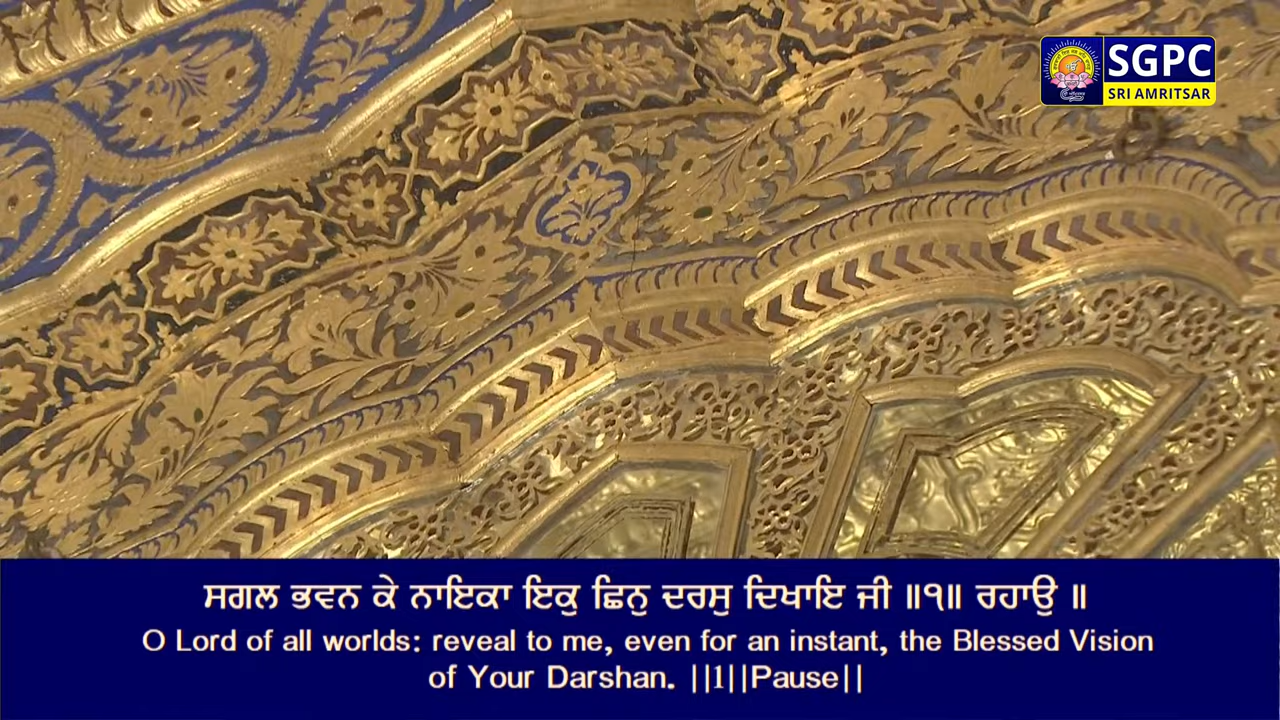 SGPC
SRI AMRITSAR
ਸਗਲ ਭਵਨ ਕੇ ਨਾਇਕਾ ਇਕੁ ਛਿਨੁ ਦਰਸੁ ਦਿਖਾਇ ਜੀ ॥੧॥ ਰਹਾਉ ॥
O Lord of all worlds: reveal to me, even for an instant, the Blessed Vision
of Your Darshan. ||1||Pause||